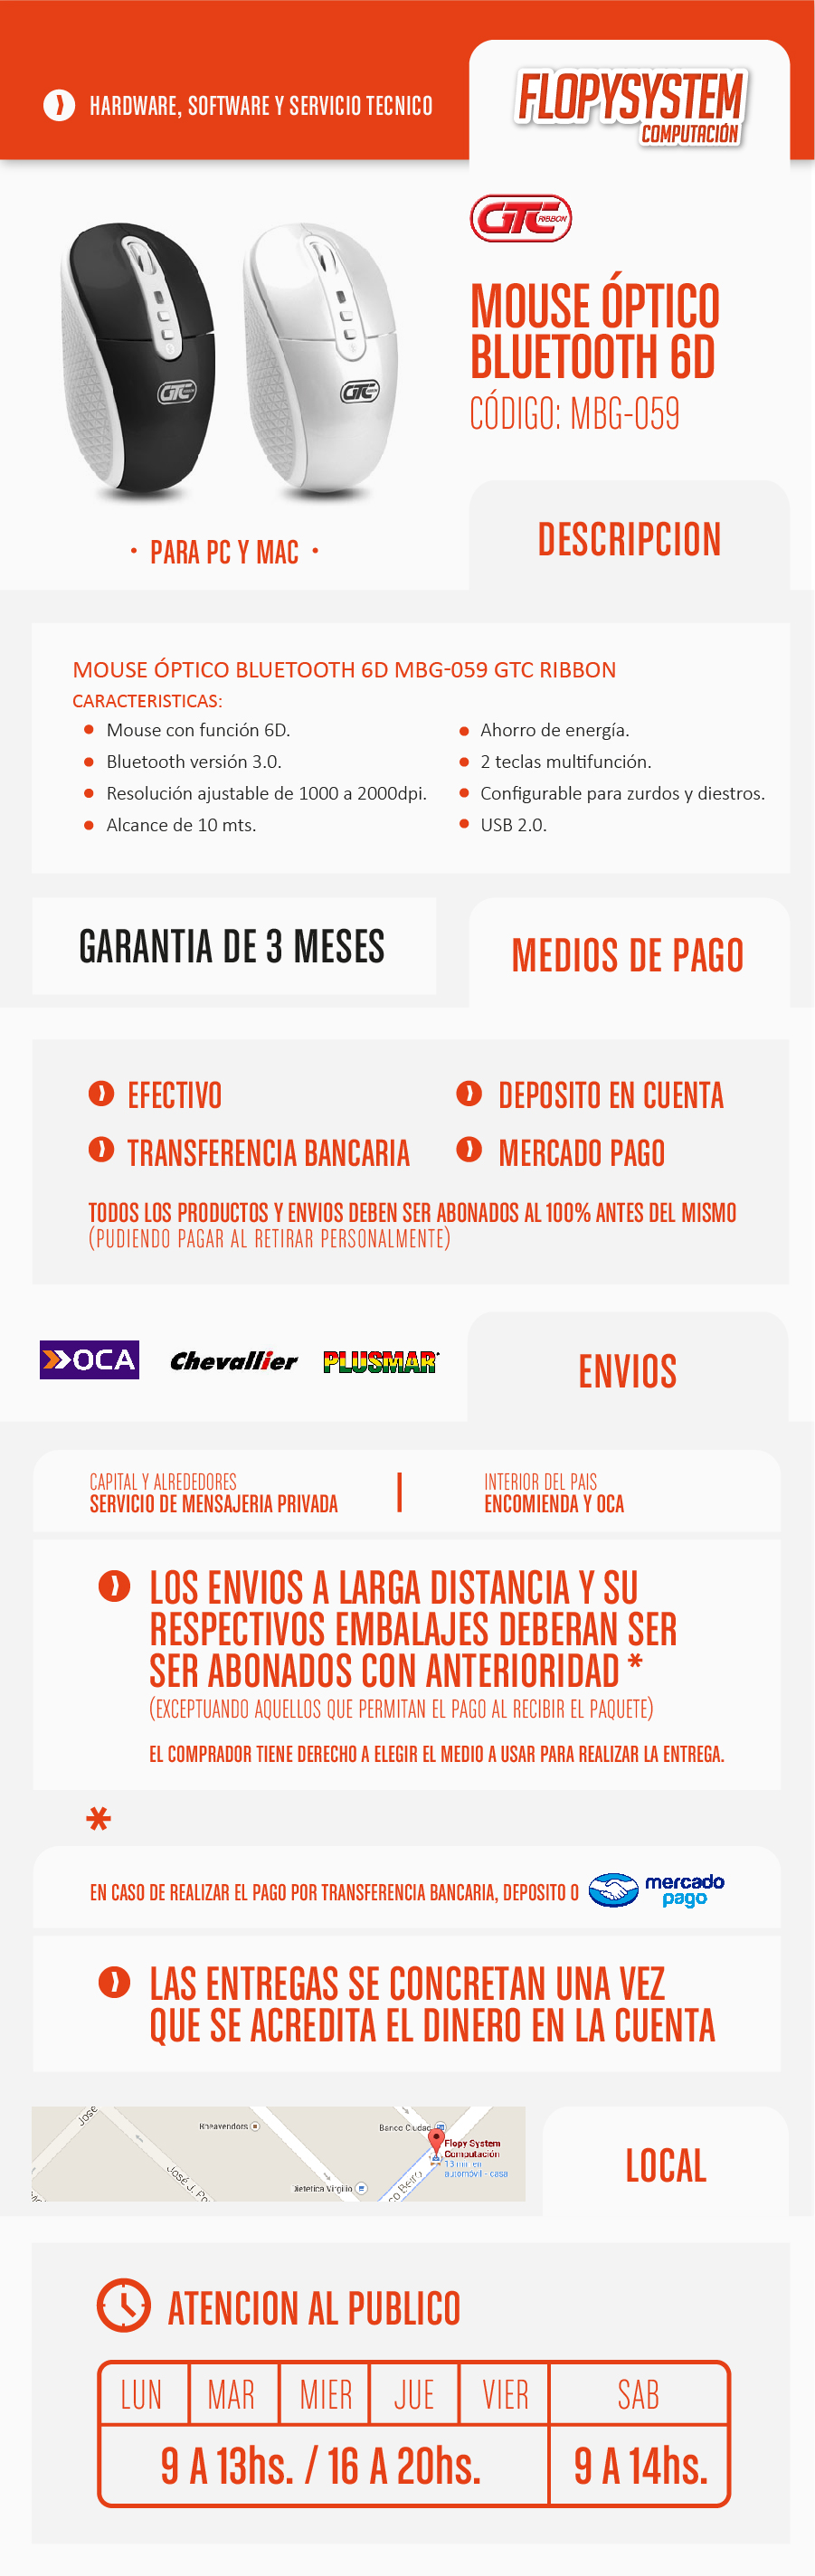 HARDWARE, SOFTWARE Y SERVICIO TECNICO
FLOPYSYSTEM
COMPUTACIÓN
GTC RIBBON
MOUSE ÓPTICO
BLUETOOTH 6D
CÓDIGO: MBG-059
GTC
GTC
• PARA PC Y MAC •
DESCRIPCION
MOUSE ÓPTICO BLUETOOTH 6D MBG-059 GTC RIBBON
CARACTERISTICAS:
• Mouse con función 6D.
• Bluetooth versión 3.0.
• Resolución ajustable de 1000 a 2000dpi.
• Alcance de 10 mts.
• Ahorro de energía.
• 2 teclas multifunción.
• Configurable para zurdos y diestros.
• USB 2.0.
GARANTIA DE 3 MESES
MEDIOS DE PAGO
EFECTIVO
DEPOSITO EN CUENTA
TRANSFERENCIA BANCARIA
MERCADO PAGO
TODOS LOS PRODUCTOS Y ENVIOS DEBEN SER ABONADOS AL 100% ANTES DEL MISMO
(PUDIENDO PAGAR AL RETIRAR PERSONALMENTE)
OCA
Chevallier
PLUSMAR
ENVIOS
CAPITAL Y ALREDEDORES
SERVICIO DE MENSAJERIA PRIVADA
INTERIOR DEL PAIS
ENCOMIENDA Y OCA
LOS ENVIOS A LARGA DISTANCIA Y SU
RESPECTIVOS EMBALAJES DEBERAN SER
SER ABONADOS CON ANTERIORIDAD *
(EXCEPTUANDO AQUELLOS QUE PERMITAN EL PAGO AL RECIBIR EL PAQUETE)
EL COMPRADOR TIENE DERECHO A ELEGIR EL MEDIO A USAR PARA REALIZAR LA ENTREGA.
*
EN CASO DE REALIZAR EL PAGO POR TRANSFERENCIA BANCARIA, DEPOSITO O
mercado
pago
LAS ENTREGAS SE CONCRETAN UNA VEZ
QUE SE ACREDITA EL DINERO EN LA CUENTA
José
José J.
Banco Ciudad
Flopy System
Computación
13 min en
automóvil - casa
Dietetica Virgilio
LOCAL
ATENCION AL PUBLICO
LUN MAR MIER JUE VIER SAB
9 A 13hs. / 16 A 20hs. 9 A 14hs.